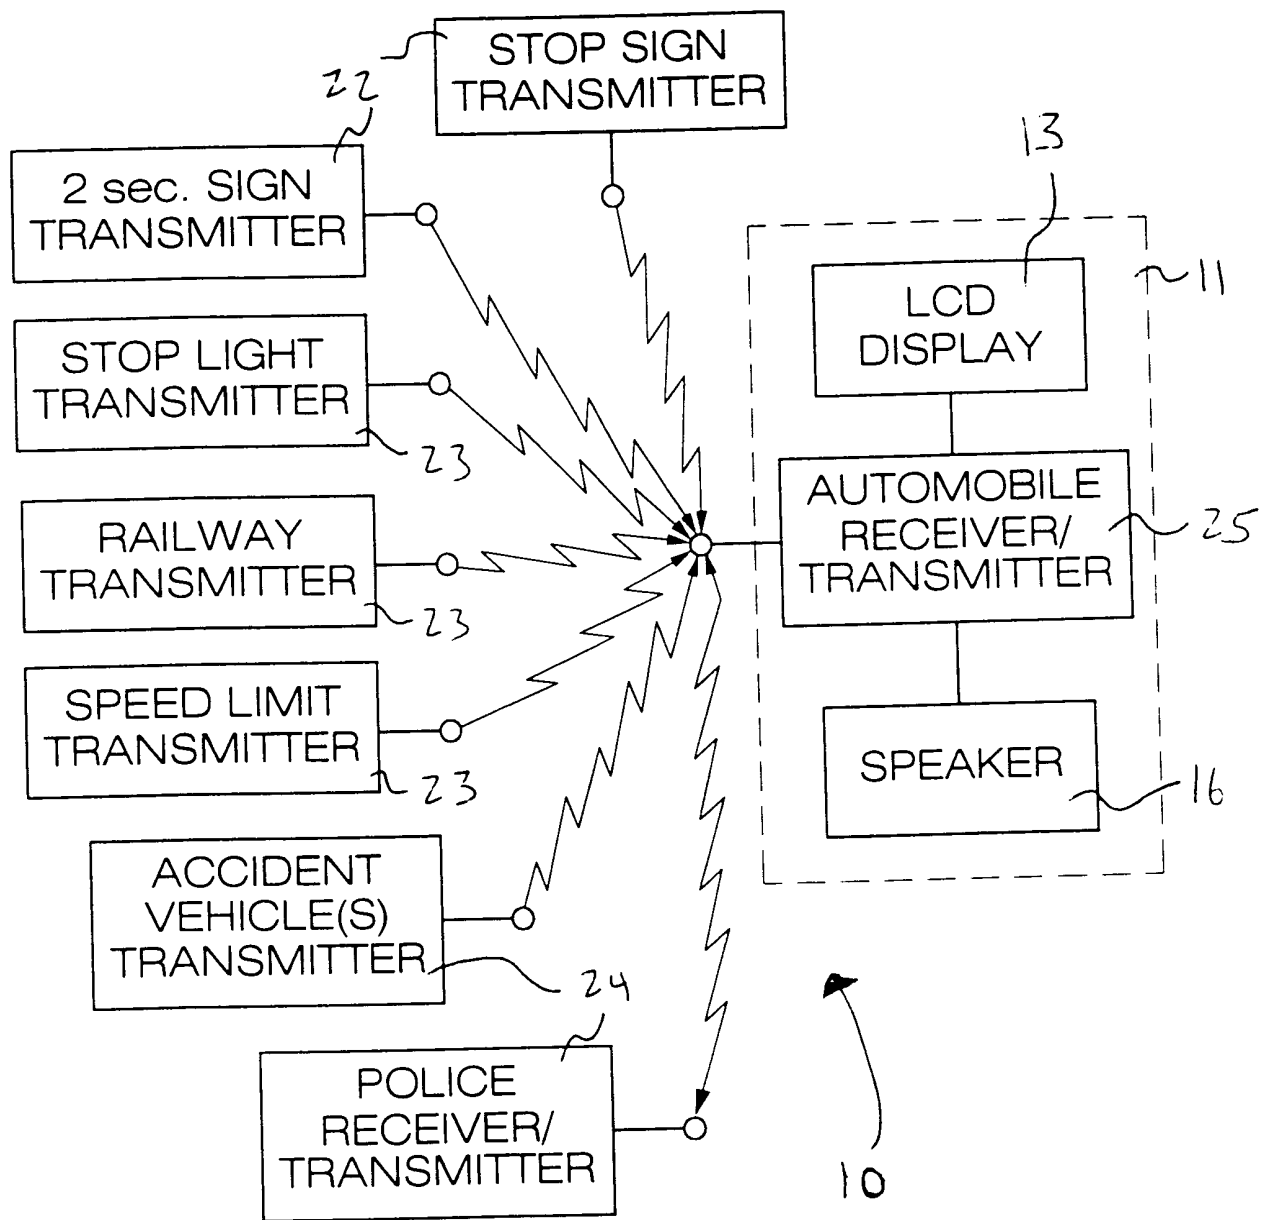 STOP SIGN
TRANSMITTER
22
2 sec. SIGN
TRANSMITTER
13
11
LCD
DISPLAY
STOP LIGHT
TRANSMITTER
23
AUTOMOBILE
RECEIVER/
TRANSMITTER
25
RAILWAY
TRANSMITTER
23
SPEED LIMIT
TRANSMITTER
23
SPEAKER
16
ACCIDENT
VEHICLE(S)
TRANSMITTER
24
POLICE
RECEIVER/
TRANSMITTER
10